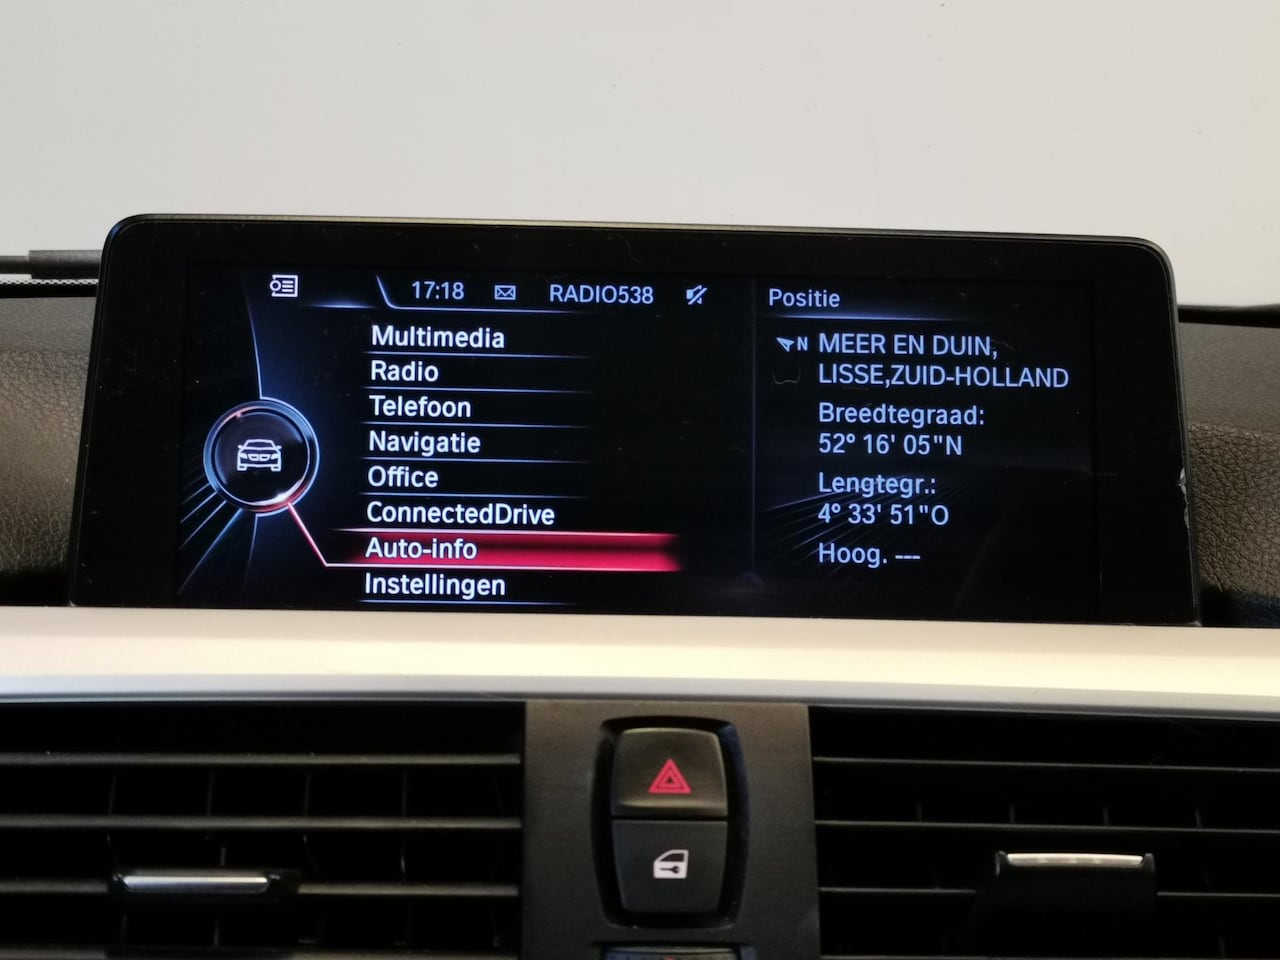 17:18 RADIO538
Multimedia
Radio
Telefoon
Navigatie
Office
ConnectedDrive
Auto-info
Instellingen
Positie
N MEER EN DUIN,
LISSE,ZUID-HOLLAND
Breedtegraad:
52° 16' 05"N
Lengtegr.:
4° 33' 51"O
Hoog. ---